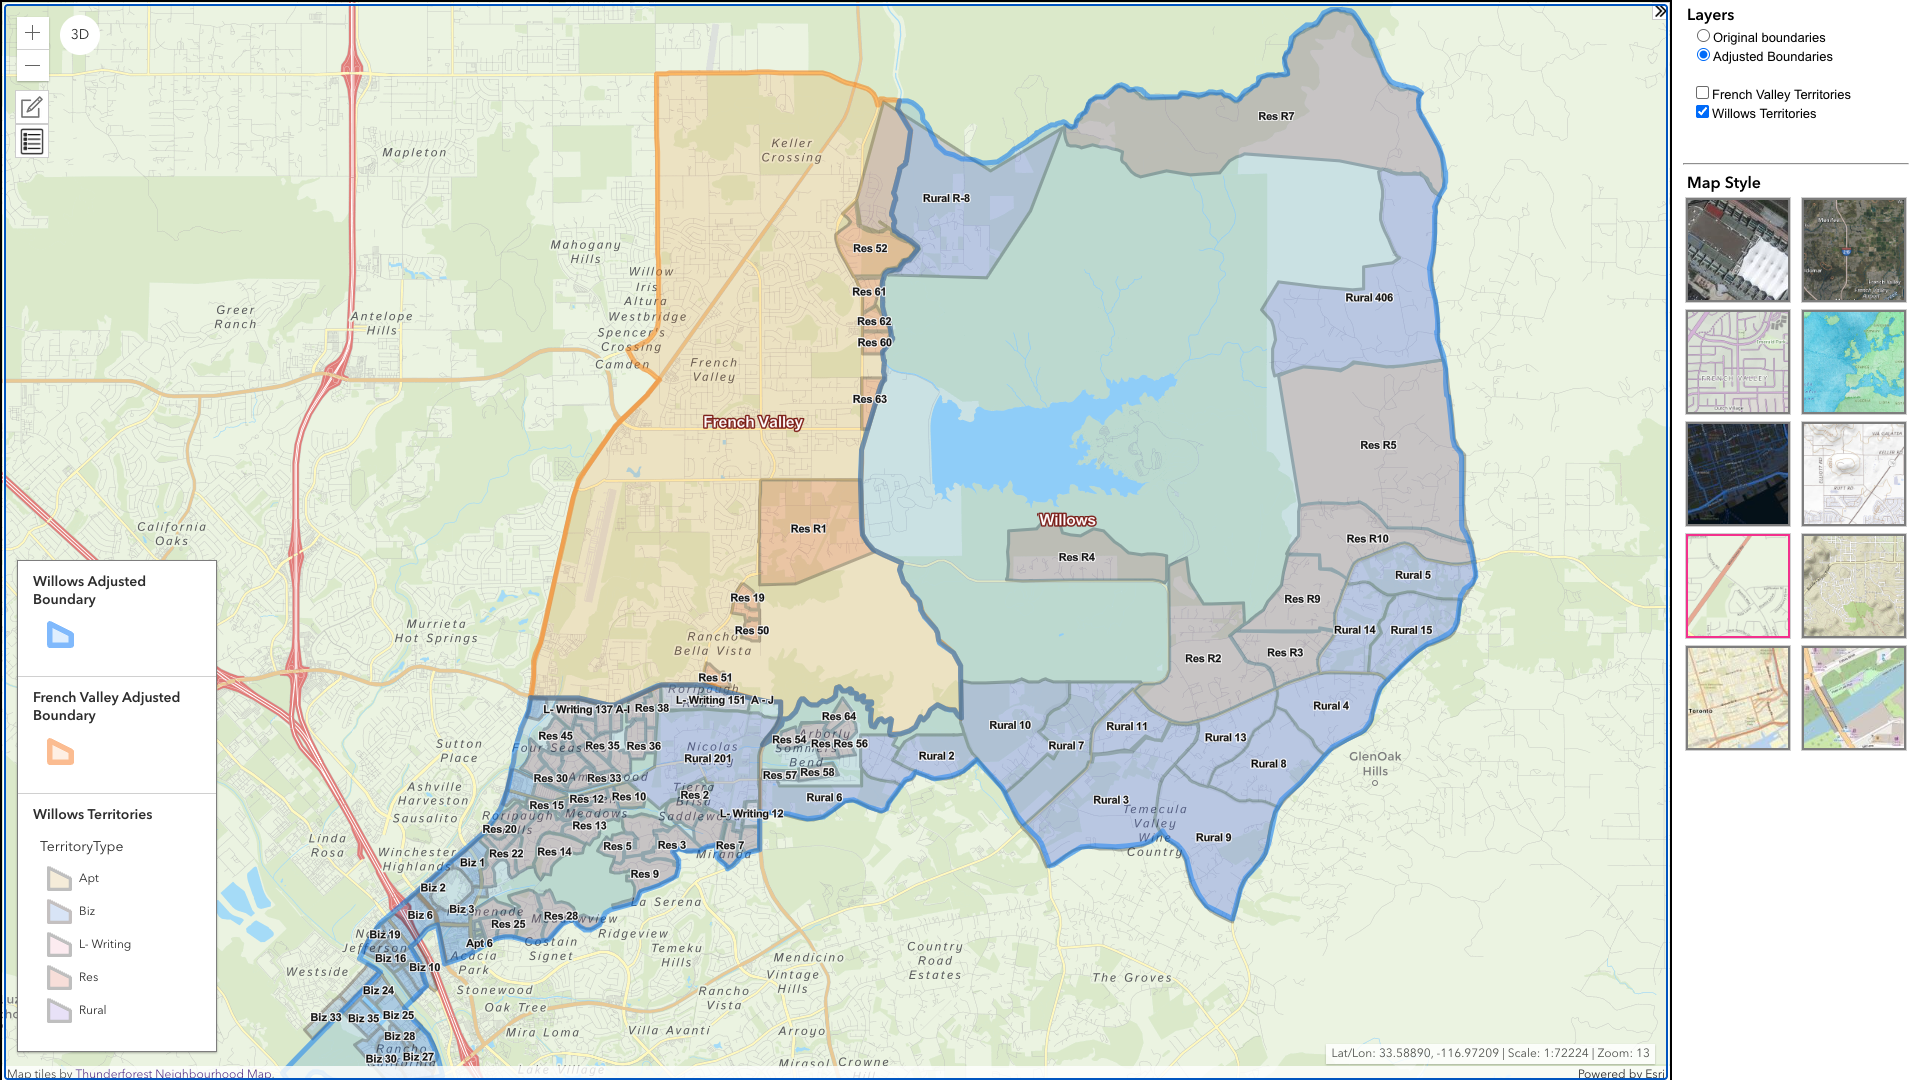 3D
Layers
Original boundaries
Adjusted Boundaries
French Valley Territories
Willows Territories
Map Style
Mapleton
Keller
Crossing
Res R7
Rural R-8
Mahogany
Hills
Res 52
Willow
Iris
Altura
Westbridge
Spencer's
Crossing
Camden
Res 61
Rural 406
Greer
Ranch
Antelope
Hills
Res 62
Res 60
French
Valley
Res 63
French Valley
Res R5
California
Oaks
Willows
Res R1
Res R10
Res R4
Rural 5
Res 19
Res R9
Murrieta
Hot Springs
Res 50
Rancho
Bella Vista
Rural 14
Rural 15
Res R2
Res R3
Res 51
L- Writing 151 A - J
L- Writing 137 A-I
Res 38
Rural 4
Res 64
Rural 10
Rural 11
Res 45
Res 35
Res 36
Nicolas
Res 54
Res 56
Rural 7
Rural 13
Sutton
Place
Rural 201
Sommers
Bend
Rural 2
GlenOak
Hills
Rural 8
Res 30
Res 33
Res 57
Res 58
Ashville
Harveston
Sausalito
Res 15
Res 12
Res 10
Res 2
Rural 6
Rural 3
Temecula
Valley
Wine
Country
L- Writing 12
Meadows
Res 20
Res 13
Rural 9
Linda
Rosa
Winchester
Highlands
Res 22
Res 14
Res 5
Res 3
Res 7
Biz 1
Biz 2
Res 9
La Serena
Biz 6
Biz 3
Res 25
Res 28
Ridgeview
Biz 19
Apt 6
Costain
Signet
Temeku
Hills
Biz 16
Biz 10
Acacia
Park
Mendicino
Vintage
Hills
Country
Road
Estates
The Groves
Westside
Biz 24
Stonewood
Oak Tree
Rancho
Vista
Biz 33
Biz 35
Biz 25
Mira Loma
Villa Avanti
Arroyo
Biz 28
Biz 30
Biz 27
Lake Village
Mirasol
Crowne
Hill
Willows Adjusted
Boundary
French Valley Adjusted
Boundary
Willows Territories
TerritoryType
Apt
Biz
L- Writing
Res
Rural
Lat/Lon: 33.58890, -116.97209 | Scale: 1:72224 | Zoom: 13
Map tiles by Thunderforest Neighbourhood Map.
Powered by Esri
FRENCH VALLEY
Toronto